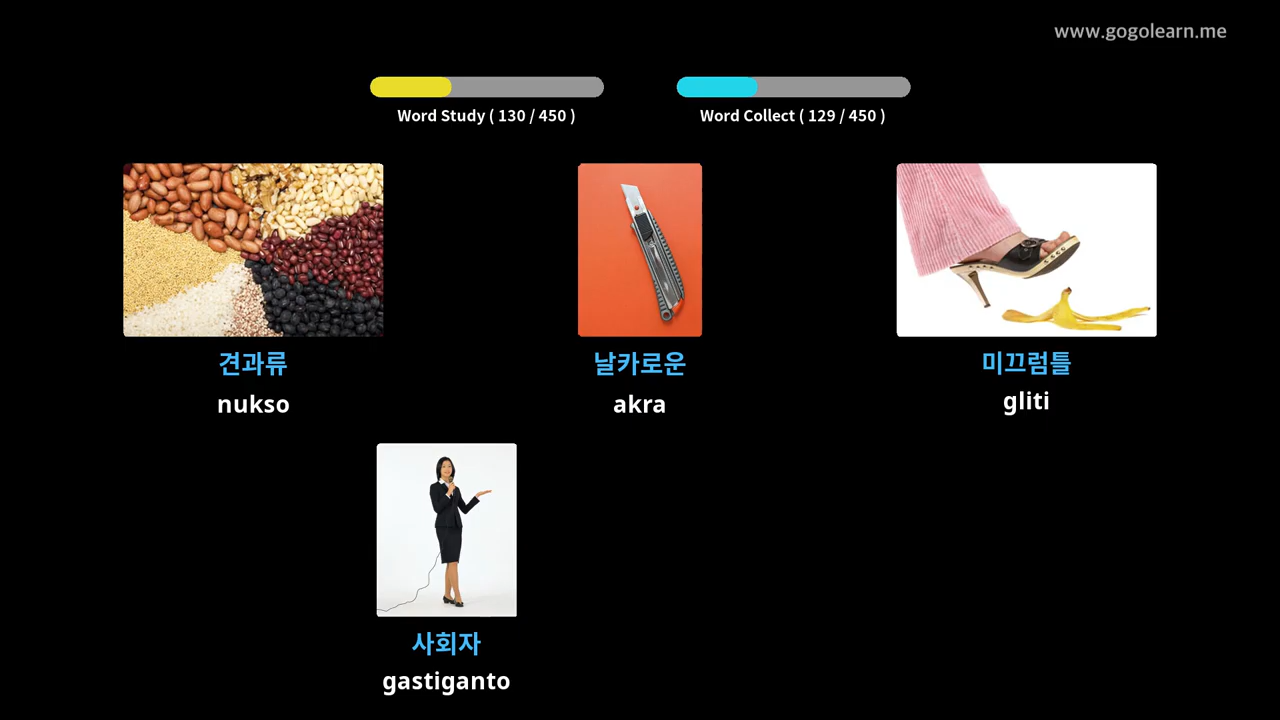 www.gogolearn.me
Word Study ( 130 / 450 )
Word Collect ( 129 / 450 )
견과류
nukso
날카로운
akra
미끄럼틀
gliti
사회자
gastiganto